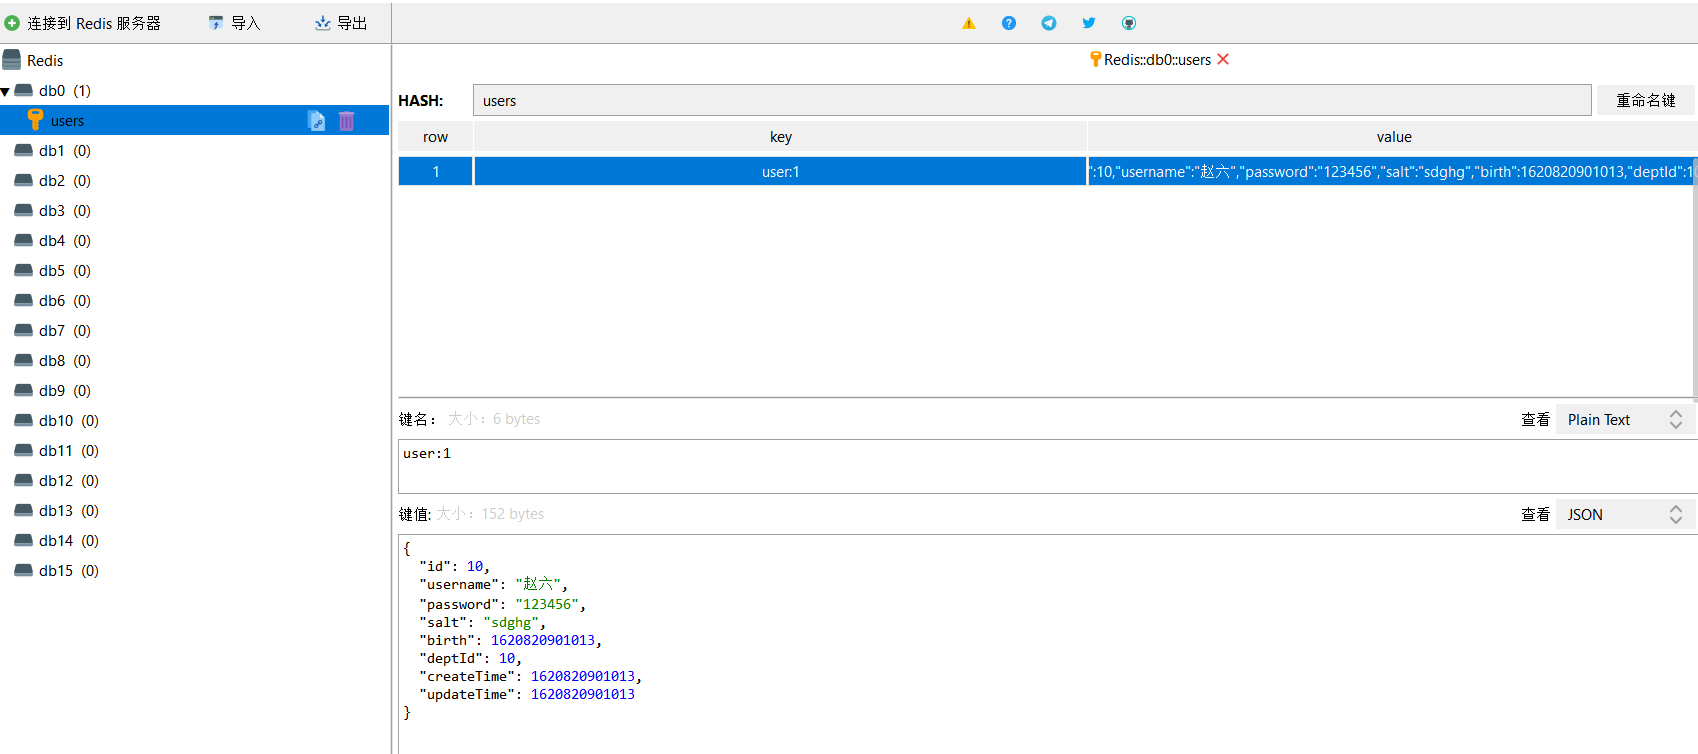 连接到 Redis 服务器 导入 导出
Redis
db0 (1)
users
db1 (0)
db2 (0)
db3 (0)
db4 (0)
db5 (0)
db6 (0)
db7 (0)
db8 (0)
db9 (0)
db10 (0)
db11 (0)
db12 (0)
db13 (0)
db14 (0)
db15 (0)
Redis::db0::users
HASH: users 重命名键
row key value
1 user:1 ":10,"username":"赵六","password":"123456","salt":"sdghg","birth":1620820901013,"deptId":10
键名: 大小: 6 bytes 查看 Plain Text
user:1
键值: 大小: 152 bytes 查看 JSON
{
"id": 10,
"username": "赵六",
"password": "123456",
"salt": "sdghg",
"birth": 1620820901013,
"deptId": 10,
"createTime": 1620820901013,
"updateTime": 1620820901013
}